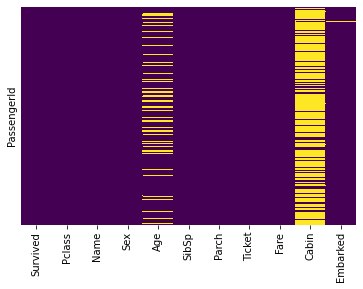 PassengerId
Survived
Pclass
Name
Sex
Age
SibSp
Parch
Ticket
Fare
Cabin
Embarked